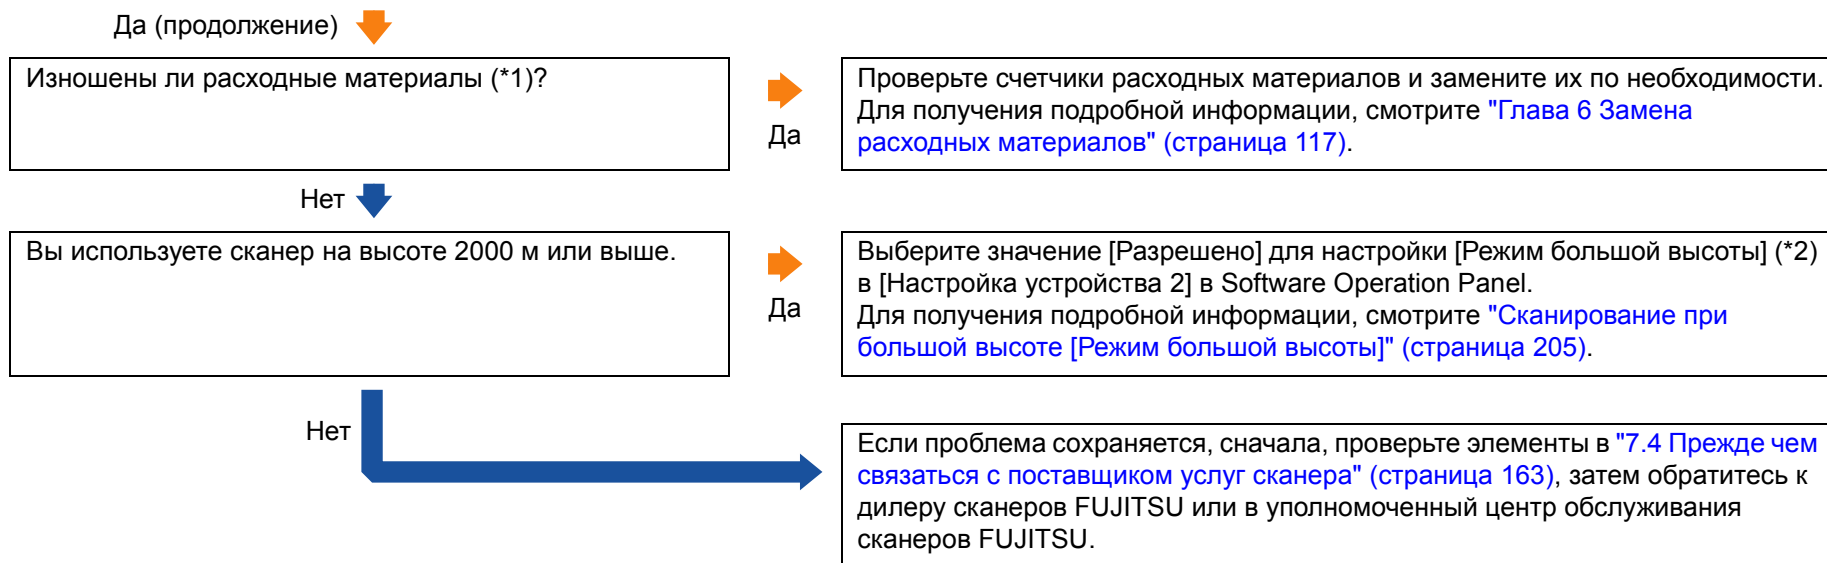 Да (продолжение)
Изношены ли расходные материалы (*1)?
Да
Проверьте счетчики расходных материалов и замените их по необходимости.
Для получения подробной информации, смотрите "Глава 6 Замена
расходных материалов" (страница 117).
Нет
Вы используете сканер на высоте 2000 м или выше.
Да
Выберите значение [Разрешено] для настройки [Режим большой высоты] (*2)
в [Настройка устройства 2] в Software Operation Panel.
Для получения подробной информации, смотрите "Сканирование при
большой высоте [Режим большой высоты]" (страница 205).
Нет
Если проблема сохраняется, сначала, проверьте элементы в "7.4 Прежде чем
связаться с поставщиком услуг сканера" (страница 163), затем обратитесь к
дилеру сканеров FUJITSU или в уполномоченный центр обслуживания
сканеров FUJITSU.